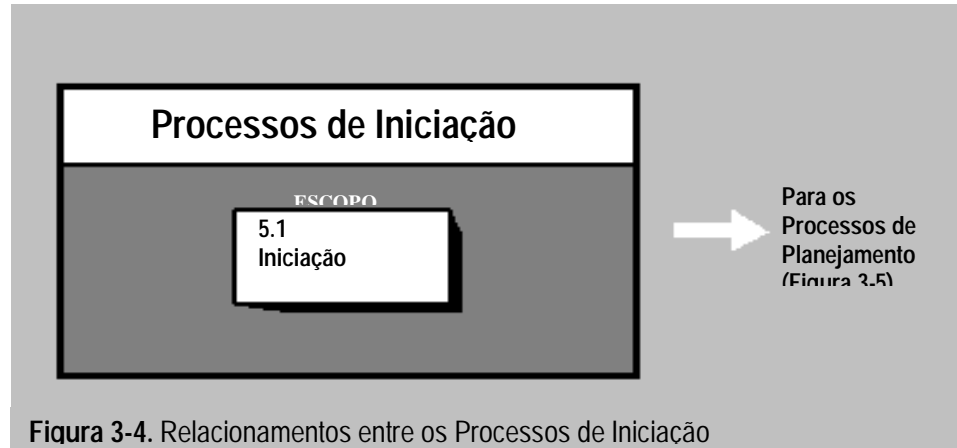 Processos de Iniciação
ESCOPO
5.1
Iniciação
Para os
Processos de
Planejamento
(Figura 3-5)
Figura 3-4. Relacionamentos entre os Processos de Iniciação